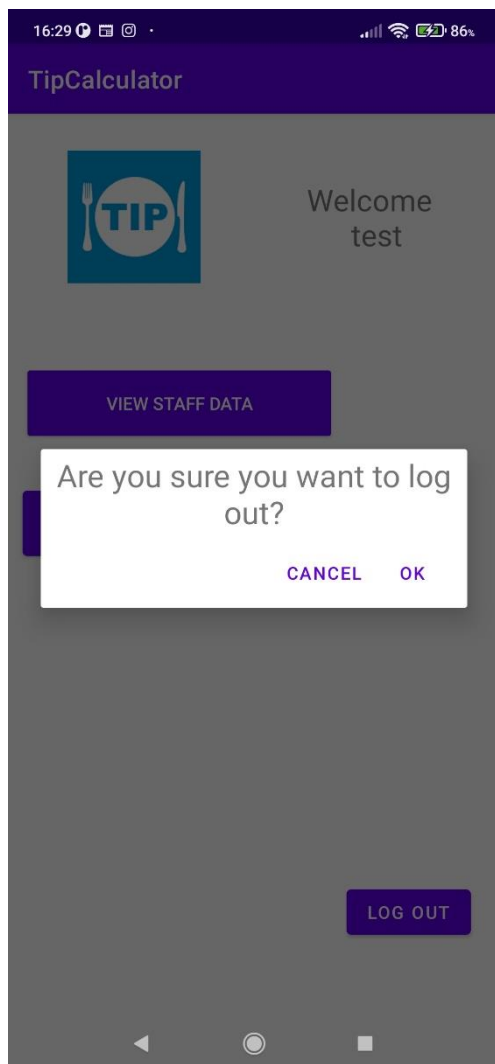 16:29
86%
TipCalculator
TIP
Welcome
test
VIEW STAFF DATA
Are you sure you want to log
out?
CANCEL OK
LOG OUT